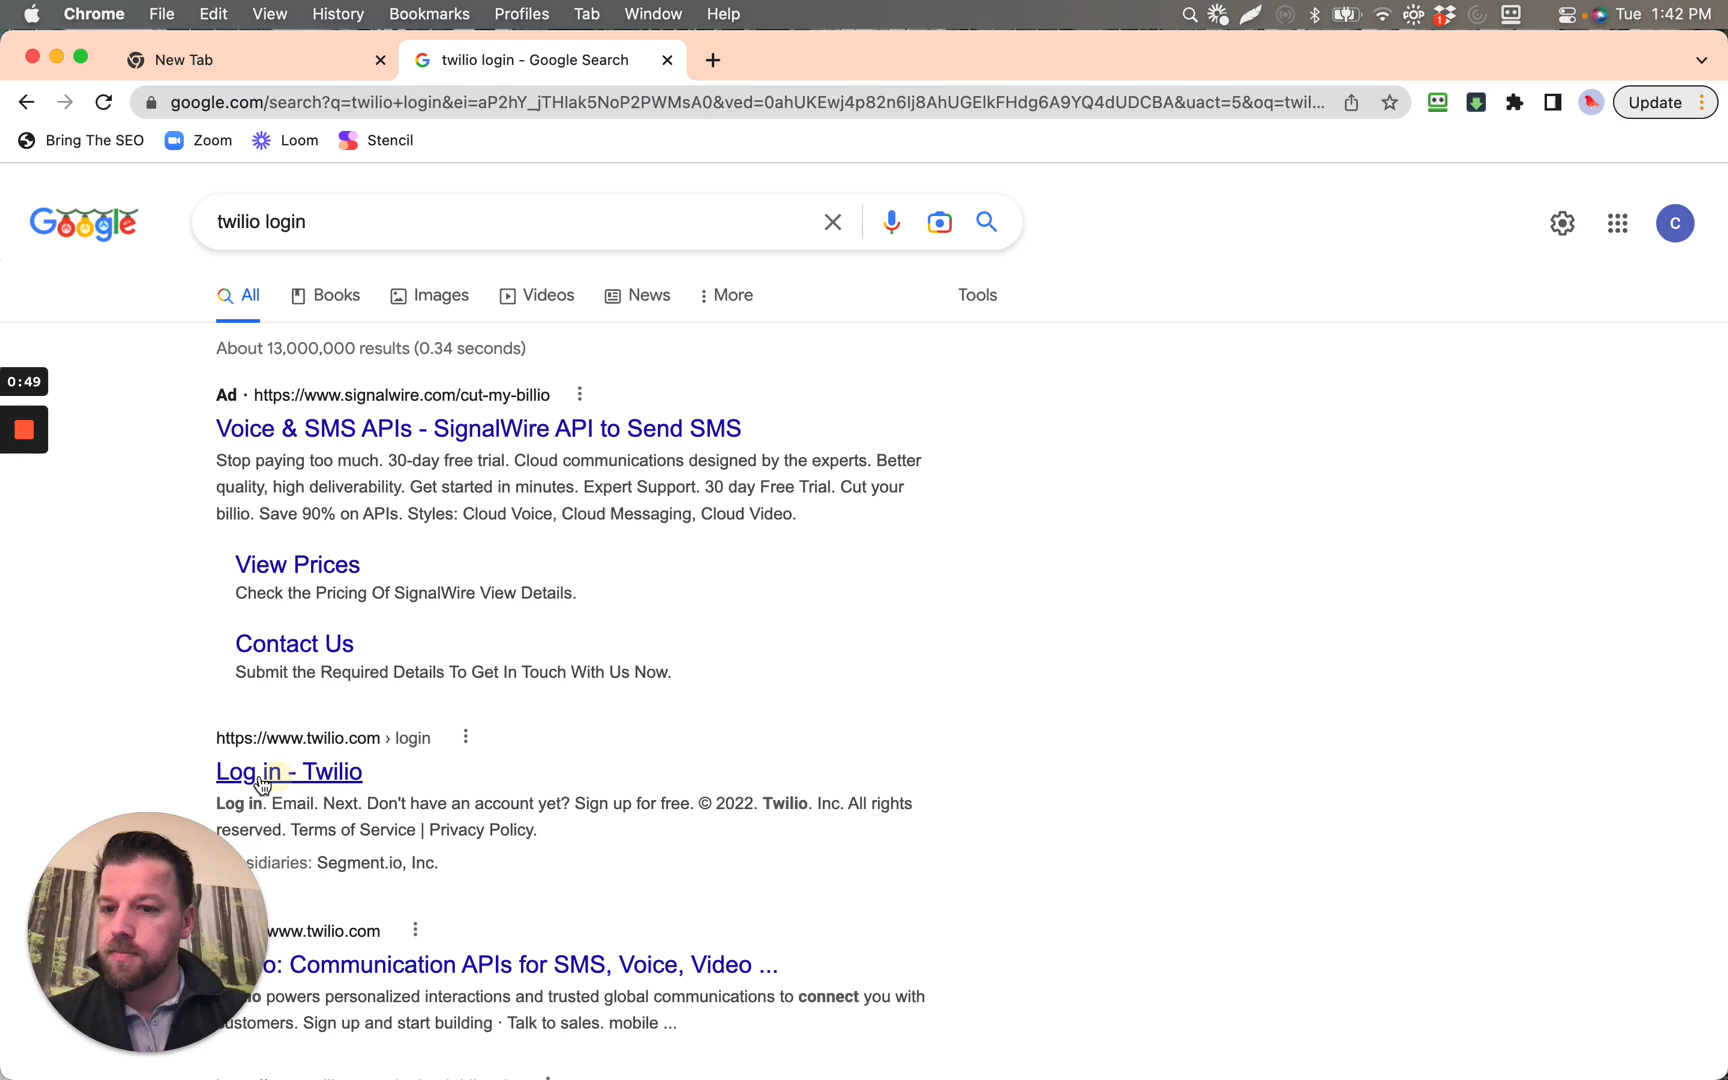 Chrome File Edit View History Bookmarks Profiles Tab Window Help
1
Tue 1:42 PM
New Tab
twilio login - Google Search
google.com/search?q=twilio+login&ei=aP2hY_jTHIak5NoP2PWMsA0&ved=0ahUKEwj4p82n6Ij8AhUGElkFHdg6A9YQ4dUDCBA&uact=5&oq=twil...
Update
Bring The SEO
Zoom
Loom
Stencil
Google
twilio login
C
All
Books
Images
Videos
News
More
Tools
About 13,000,000 results (0.34 seconds)
0:49
Ad · https://www.signalwire.com/cut-my-billio
Voice & SMS APIs - SignalWire API to Send SMS
Stop paying too much. 30-day free trial. Cloud communications designed by the experts. Better
quality, high deliverability. Get started in minutes. Expert Support. 30 day Free Trial. Cut your
billio. Save 90% on APIs. Styles: Cloud Voice, Cloud Messaging, Cloud Video.
View Prices
Check the Pricing Of SignalWire View Details.
Contact Us
Submit the Required Details To Get In Touch With Us Now.
https://www.twilio.com › login
Log in - Twilio
Log in. Email. Next. Don't have an account yet? Sign up for free. © 2022. Twilio. Inc. All rights
reserved. Terms of Service | Privacy Policy.
sidiaries: Segment.io, Inc.
www.twilio.com
o: Communication APIs for SMS, Voice, Video ...
io powers personalized interactions and trusted global communications to connect you with
ustomers. Sign up and start building · Talk to sales. mobile ...